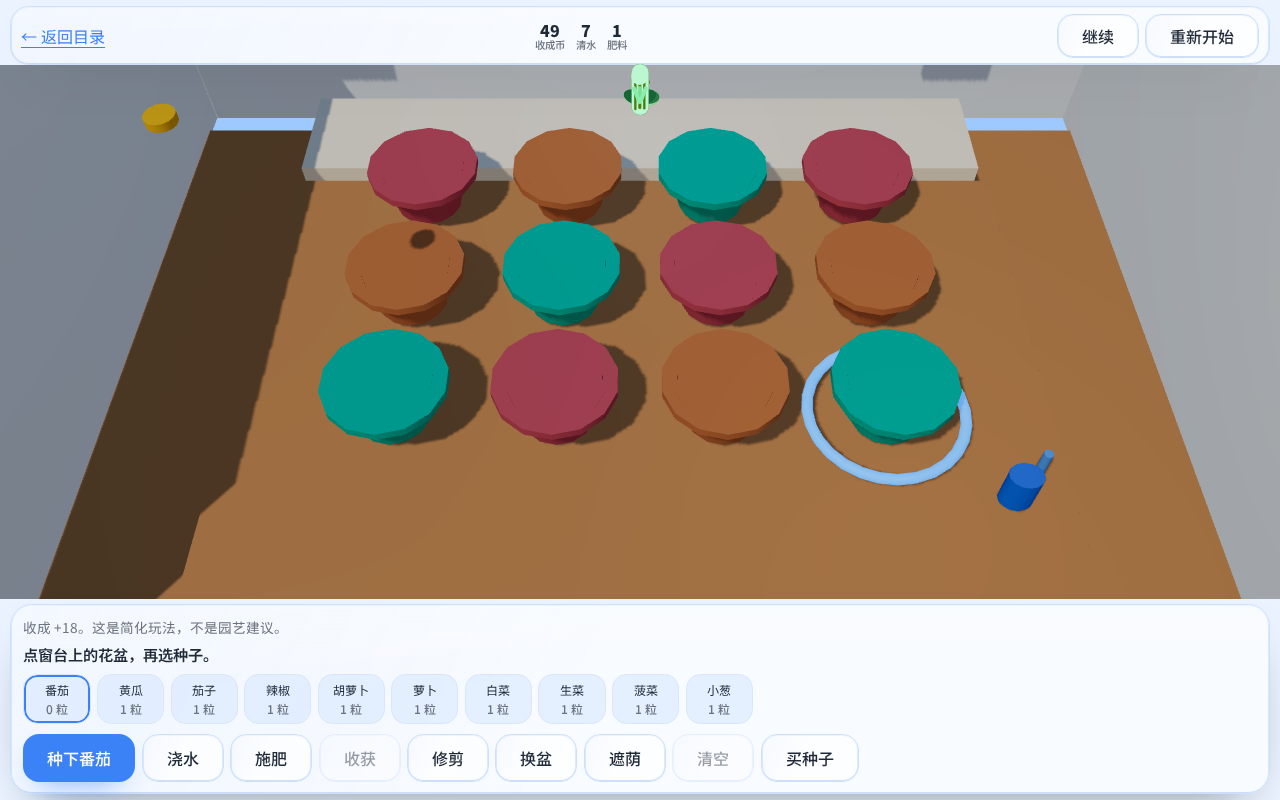 ← 返回目录
49 7 1
收成币 清水 肥料
继续 重新开始
收成 +18。这是简化玩法，不是园艺建议。
点窗台上的花盆，再选种子。
番茄 黄瓜 茄子 辣椒 胡萝卜 萝卜 白菜 生菜 菠菜 小葱
0 粒 1 粒 1 粒 1 粒 1 粒 1 粒 1 粒 1 粒 1 粒 1 粒
种下番茄 浇水 施肥 收获 修剪 换盆 遮荫 清空 买种子